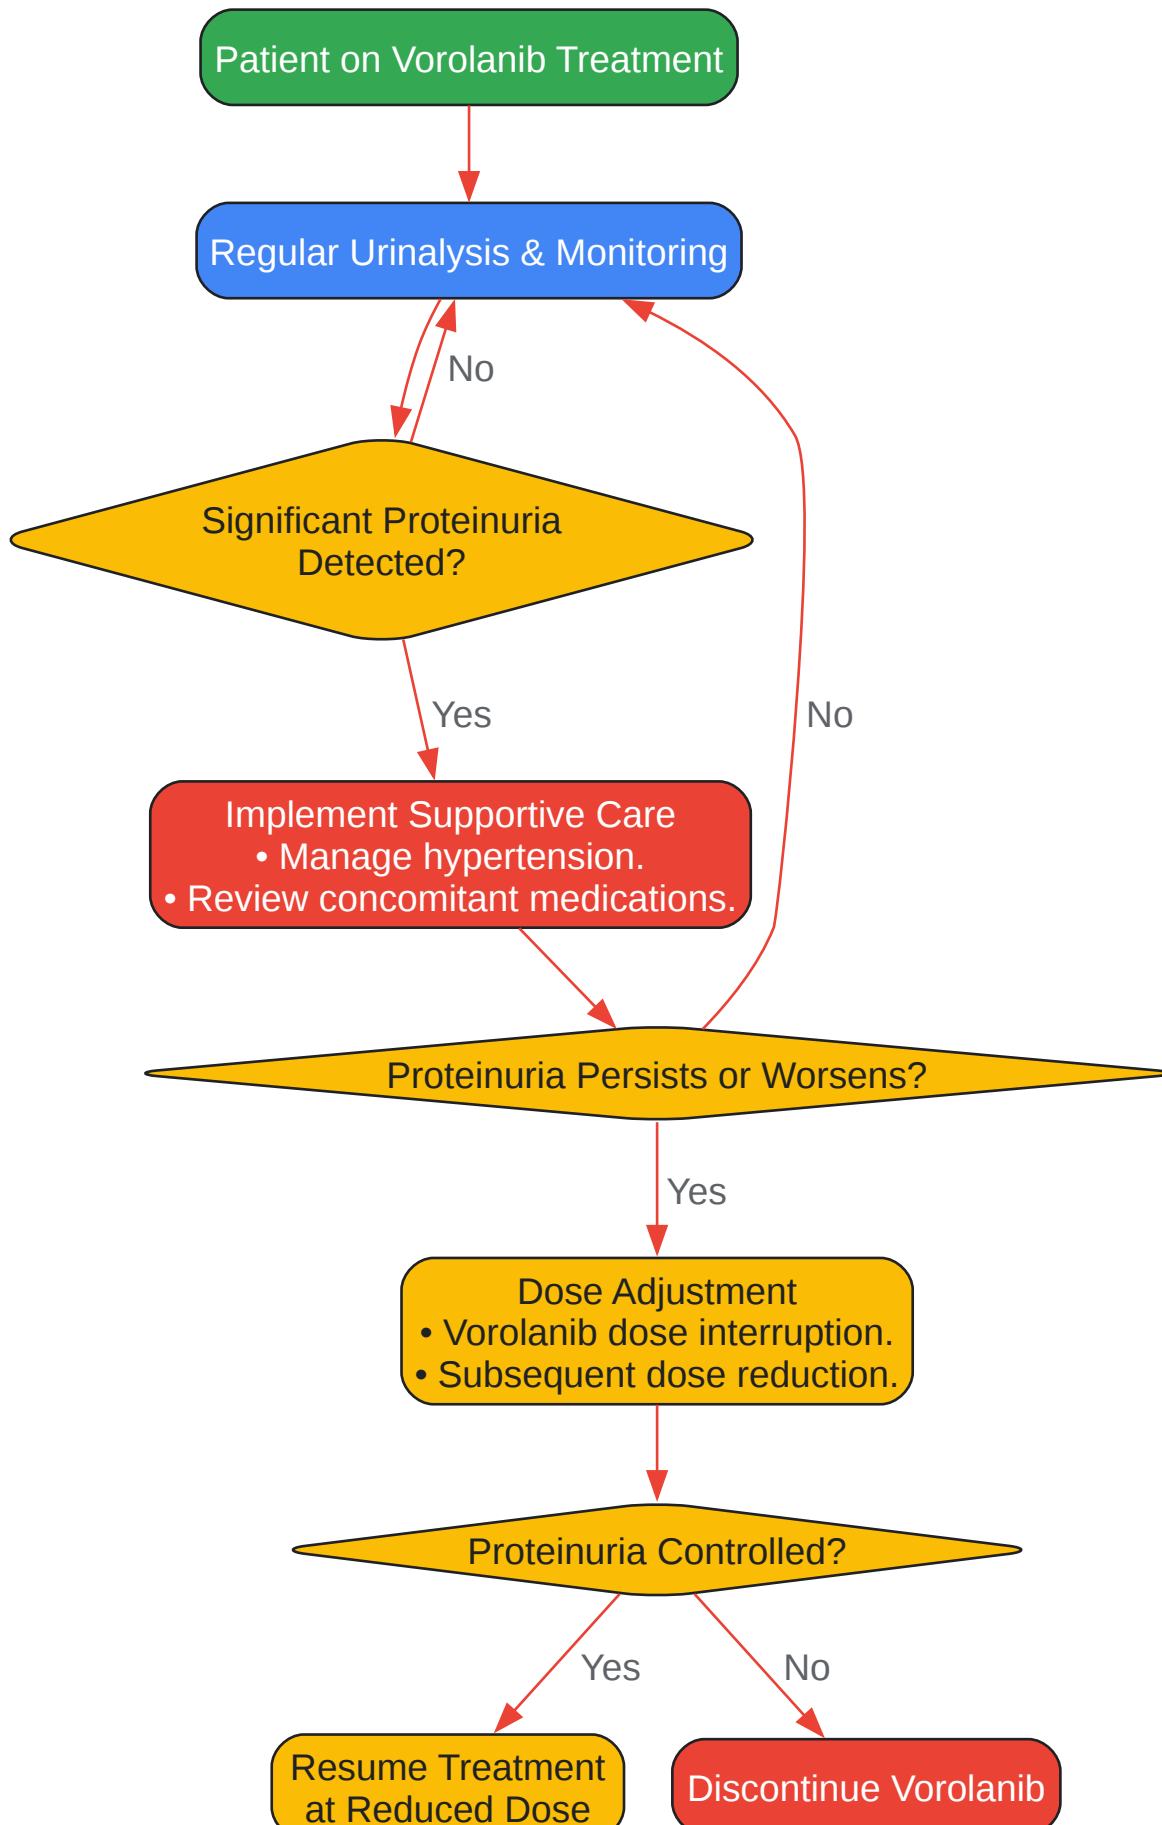 Patient on Vorolanib Treatment
Regular Urinalysis & Monitoring
No
Significant Proteinuria
Detected?
Yes
No
Implement Supportive Care
• Manage hypertension.
• Review concomitant medications.
Proteinuria Persists or Worsens?
Yes
Dose Adjustment
• Vorolanib dose interruption.
• Subsequent dose reduction.
Proteinuria Controlled?
Yes
No
Resume Treatment
at Reduced Dose
Discontinue Vorolanib